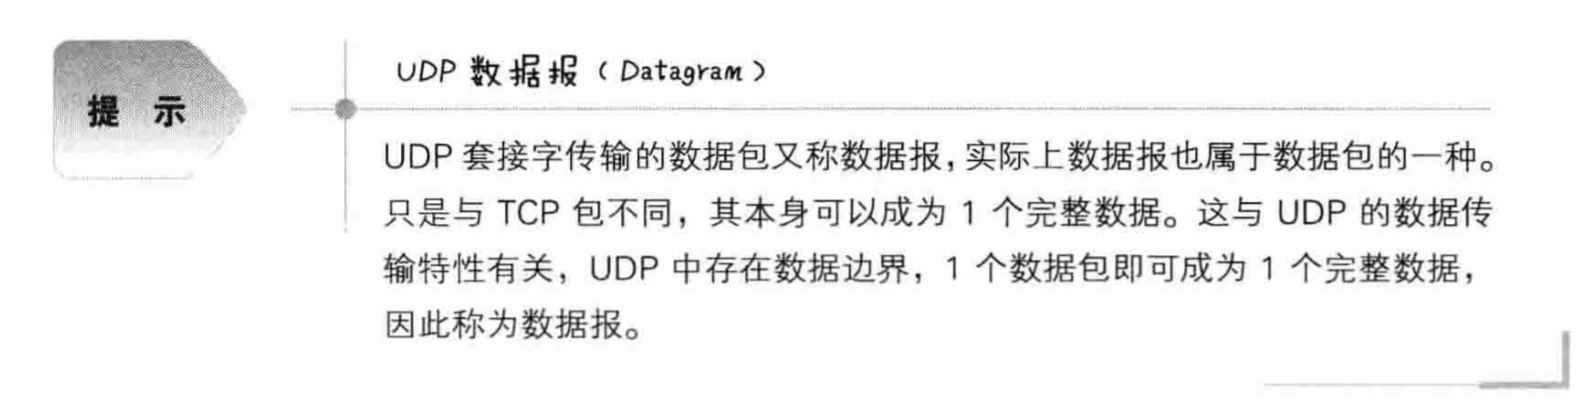 提 示
UDP 数据报（Datagram）
UDP 套接字传输的数据包又称数据报，实际上数据报也属于数据包的一种。
只是与 TCP 包不同，其本身可以成为 1 个完整数据。这与 UDP 的数据传
输特性有关，UDP 中存在数据边界，1 个数据包即可成为 1 个完整数据，
因此称为数据报。